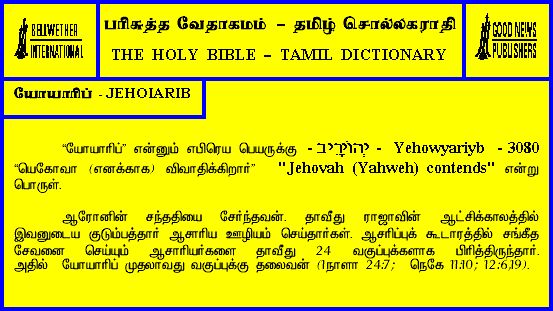 BELLWETHER
INTERNATIONAL
பரிசுத்த வேதாகமம் – தமிழ் சொல்லகராதி
THE HOLY BIBLE – TAMIL DICTIONARY
GOOD NEWS
PUBLISHERS
யோயாரிப் - JEHOIARIB
“யோயாரிப்” என்னும் எபிரெய பெயருக்கு - יְהוֹיָרִיב - Yehowyariyb - 3080
“யெகோவா (எனக்காக) விவாதிக்கிறார்” "Jehovah (Yahweh) contends" என்று
பொருள்.
ஆரோனின் சந்ததியை சேர்ந்தவன். தாவீது ராஜாவின் ஆட்சிக்காலத்தில்
இவனுடைய குடும்பத்தார் ஆசாரிய ஊழியம் செய்தார்கள். ஆசரிப்புக் கூடாரத்தில் சங்கீத
சேவனை செய்யும் ஆசாரியர்களை தாவீது 24 வகுப்புக்களாக பிரித்திருந்தார்.
அதில் யோயாரிப் முதலாவது வகுப்புக்கு தலைவன் (1நாளா 24:7; நெகே 11:10; 12:6,19).